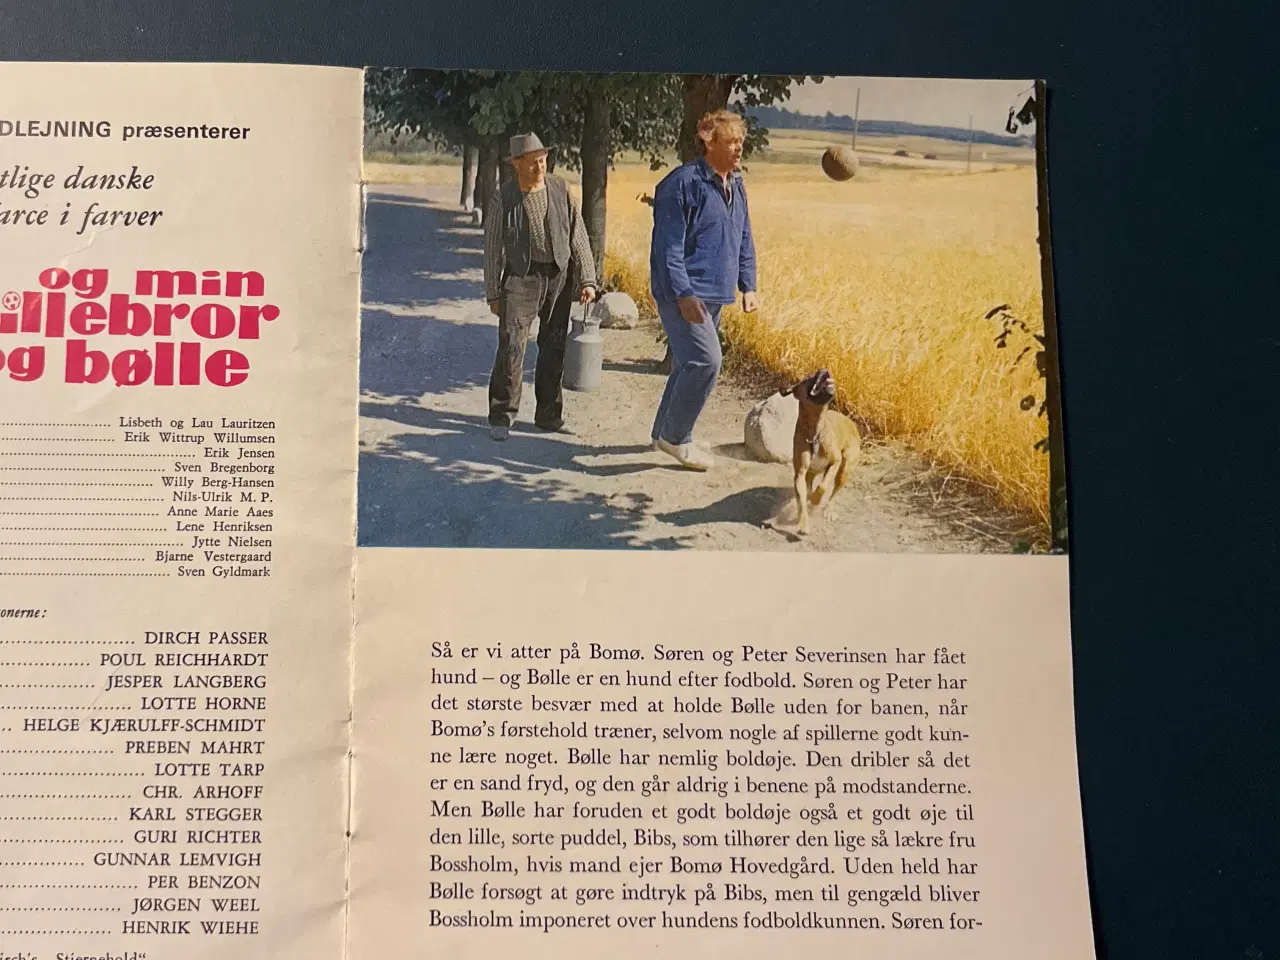 DLEJNING præsenterer
tlige danske
farce i farver
og min
illebror
og bølle
Lisbeth og Lau Lauritzen
Erik Wittrup Willumsen
Erik Jensen
Sven Bregenborg
Willy Berg-Hansen
Nils-Ulrik M. P.
Anne Marie Aaes
Lene Henriksen
Jytte Nielsen
Bjarne Vestergaard
Sven Gyldmark
onerne:
DIRCH PASSER
POUL REICHHARDT
JESPER LANGBERG
LOTTE HORNE
HELGE KJÆRULFF-SCHMIDT
PREBEN MAHRT
LOTTE TARP
CHR. ARHOFF
KARL STEGGER
GURI RICHTER
GUNNAR LEMVIGH
PER BENZON
JØRGEN WEEL
HENRIK WIEHE
irch's „Stjernehold“
Så er vi atter på Bomø. Søren og Peter Severinsen har fået
hund – og Bølle er en hund efter fodbold. Søren og Peter har
det største besvær med at holde Bølle uden for banen, når
Bomø's førstehold træner, selvom nogle af spillerne godt kun-
ne lære noget. Bølle har nemlig boldøje. Den dribler så det
er en sand fryd, og den går aldrig i benene på modstanderne.
Men Bølle har foruden et godt boldøje også et godt øje til
den lille, sorte puddel, Bibs, som tilhører den lige så lækre fru
Bossholm, hvis mand ejer Bomø Hovedgård. Uden held har
Bølle forsøgt at gøre indtryk på Bibs, men til gengæld bliver
Bossholm imponeret over hundens fodboldkunnen. Søren for-